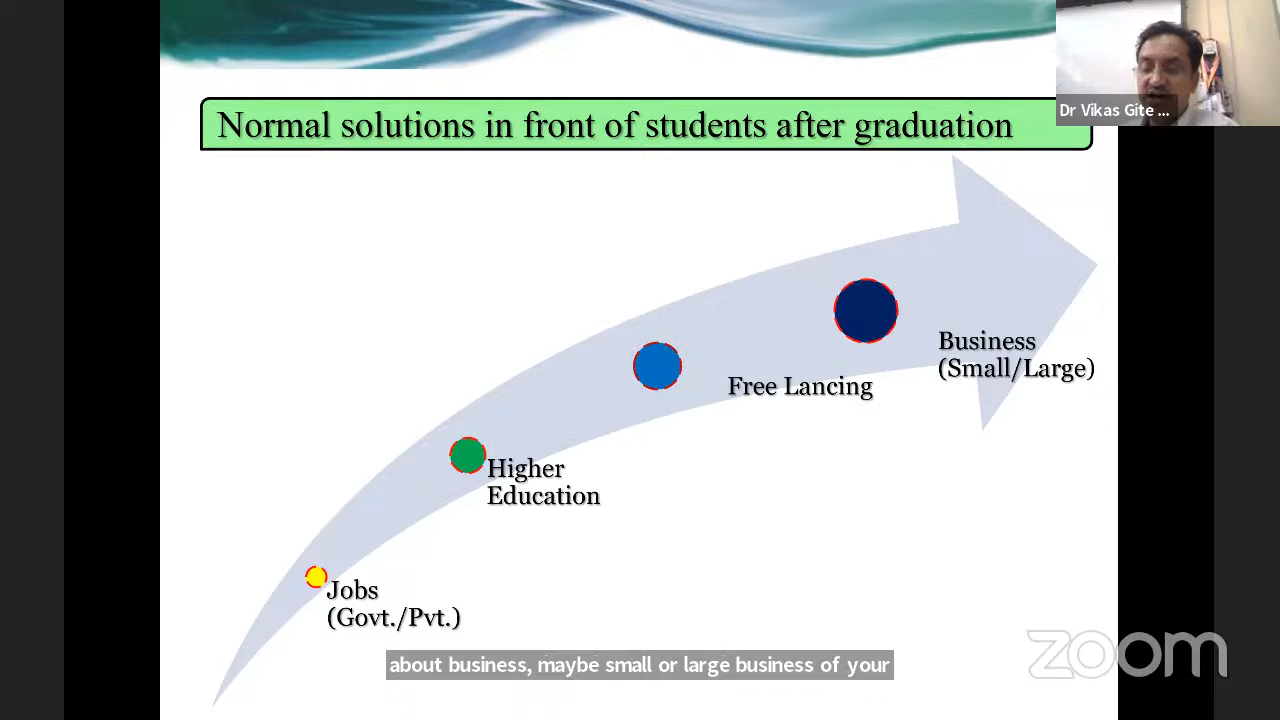 Normal solutions in front of students after graduation
Dr Vikas Gite ...
Business
(Small/Large)
Free Lancing
Higher
Education
Jobs
(Govt./Pvt.)
about business, maybe small or large business of your
zoom